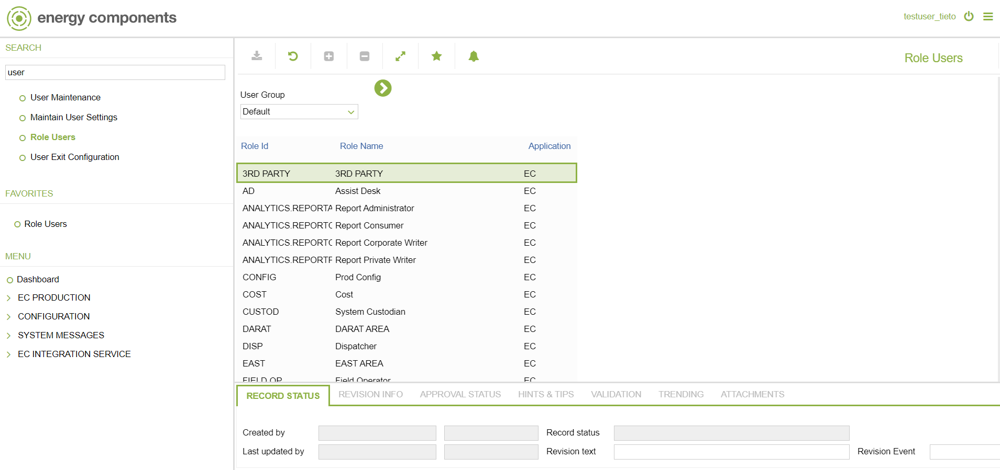 energy components
testuser_tieto
SEARCH
user
User Maintenance
Maintain User Settings
Role Users
User Exit Configuration
FAVORITES
Role Users
MENU
Dashboard
EC PRODUCTION
CONFIGURATION
SYSTEM MESSAGES
EC INTEGRATION SERVICE
Role Users
User Group
Default
Role Id Role Name Application
3RD PARTY 3RD PARTY EC
AD Assist Desk EC
ANALYTICS.REPORTA Report Administrator EC
ANALYTICS.REPORTC Report Consumer EC
ANALYTICS.REPORTC Report Corporate Writer EC
ANALYTICS.REPORTP Report Private Writer EC
CONFIG Prod Config EC
COST Cost EC
CUSTOD System Custodian EC
DARAT DARAT AREA EC
DISP Dispatcher EC
EAST EAST AREA EC
FIELD.OP Field Operator EC
RECORD STATUS REVISION INFO APPROVAL STATUS HINTS & TIPS VALIDATION TRENDING ATTACHMENTS
Created by Record status
Last updated by Revision text Revision Event